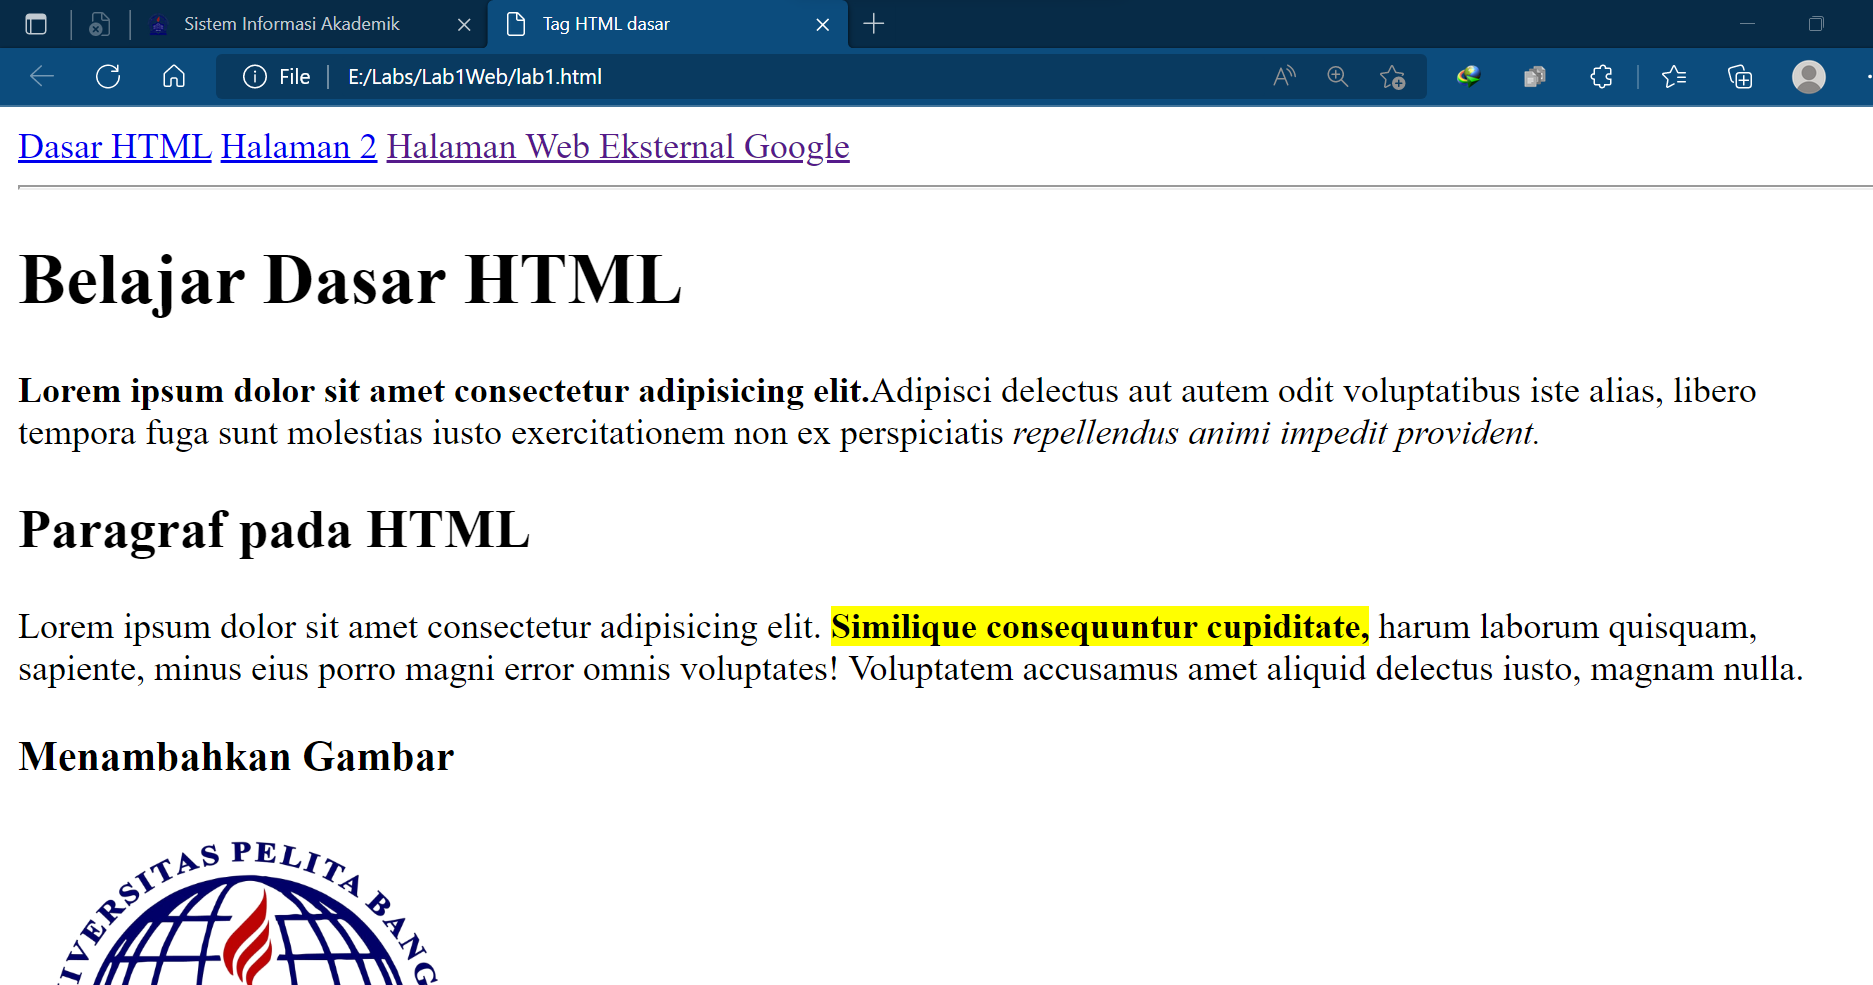 Sistem Informasi Akademik
Tag HTML dasar
File
E:/Labs/Lab1Web/lab1.html
Dasar HTML Halaman 2 Halaman Web Eksternal Google
Belajar Dasar HTML
Lorem ipsum dolor sit amet consectetur adipisicing elit.Adipisci delectus aut autem odit voluptatibus iste alias, libero
tempora fuga sunt molestias iusto exercitationem non ex perspiciatis repellendus animi impedit provident.
Paragraf pada HTML
Lorem ipsum dolor sit amet consectetur adipisicing elit. Similique consequuntur cupiditate, harum laborum quisquam,
sapiente, minus eius porro magni error omnis voluptates! Voluptatem accusamus amet aliquid delectus iusto, magnam nulla.
Menambahkan Gambar
IVERSITAS PELITA BANG